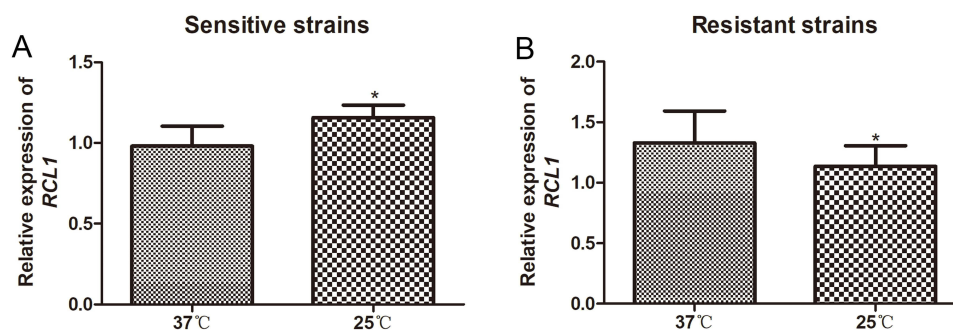 A
Sensitive strains
Relative expression of
RCL1
1.5
1.0
0.5
0.0
*
37℃
25℃
B
Resistant strains
Relative expression of
RCL1
2.0
1.5
1.0
0.5
0.0
*
37℃
25℃